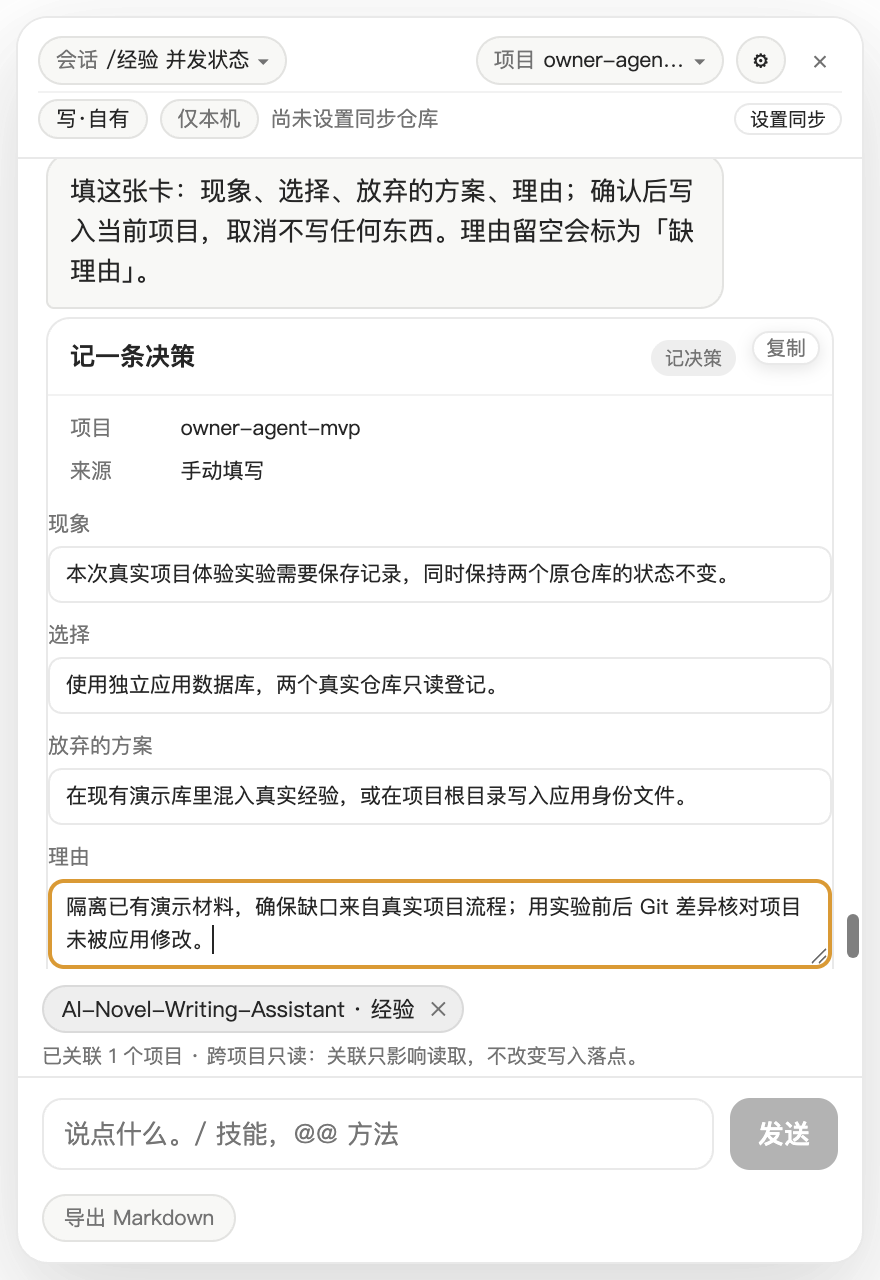 会话 /经验 并发状态
项目 owner-agen...
写·自有
仅本机
尚未设置同步仓库
设置同步
填这张卡：现象、选择、放弃的方案、理由；确认后写
入当前项目，取消不写任何东西。理由留空会标为「缺
理由」。
记一条决策
记决策
复制
项目 owner-agent-mvp
来源 手动填写
现象
本次真实项目体验实验需要保存记录，同时保持两个原仓库的状态不变。
选择
使用独立应用数据库，两个真实仓库只读登记。
放弃的方案
在现有演示库里混入真实经验，或在项目根目录写入应用身份文件。
理由
隔离已有演示材料，确保缺口来自真实项目流程；用实验前后 Git 差异核对项目
未被应用修改。
AI-Novel-Writing-Assistant · 经验 ×
已关联 1 个项目 · 跨项目只读：关联只影响读取，不改变写入落点。
说点什么。/ 技能，@@ 方法
发送
导出 Markdown